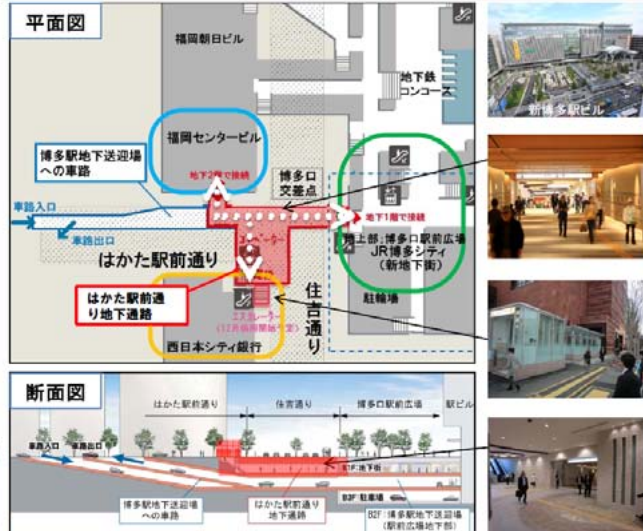 平面図
福岡朝日ビル
地下鉄
コンコース
新博多駅ビル
福岡センタービル
博多駅地下送迎場
への車路
地下2階で接続
博多口
交差点
車路入口
地下1階で接続
車路出口
エレベーター
地上部:博多口駅前広場
JR博多シティ
(新地下街)
はかた駅前通り
はかた駅前通
り地下通路
住吉通り
駐輪場
エスカレーター
西日本シティ銀行
断面図
はかた駅前通り
住吉通り
博多口駅前広場
駅ビル
車路入口
車路出口
B1F:地下街
B2F:駐車場
博多駅地下送迎場
への車路
はかた駅前通り
地下通路
B2F:博多駅地下送迎場
(駅前広場地下部)